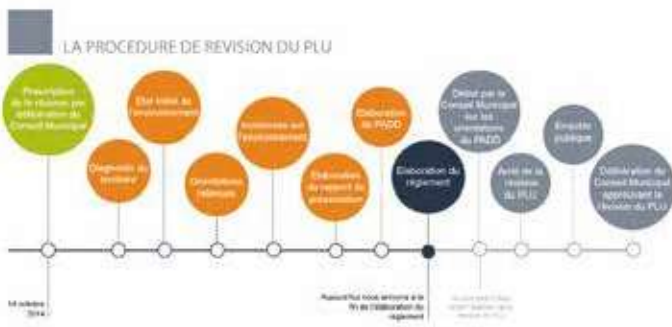 LA PROCEDURE DE REVISION DU PLU
Prescription
de la révision par
délibération du
Conseil Municipal
Diagnostic du
territoire
Etat initial de
l'environnement
Orientations
retenues
Incidences sur
l'environnement
Elaboration
du rapport de
présentation
Elaboration
du PADD
Elaboration du
règlement
Débat par le
Conseil Municipal
sur les
orientations
du PADD
Arrêt de la
révision
du PLU
Enquête
publique
Délibération du
Conseil Municipal
approuvant la
révision du PLU
octobre
2014
Aujourd'hui nous arrivons à la
fin de l'élaboration du
règlement